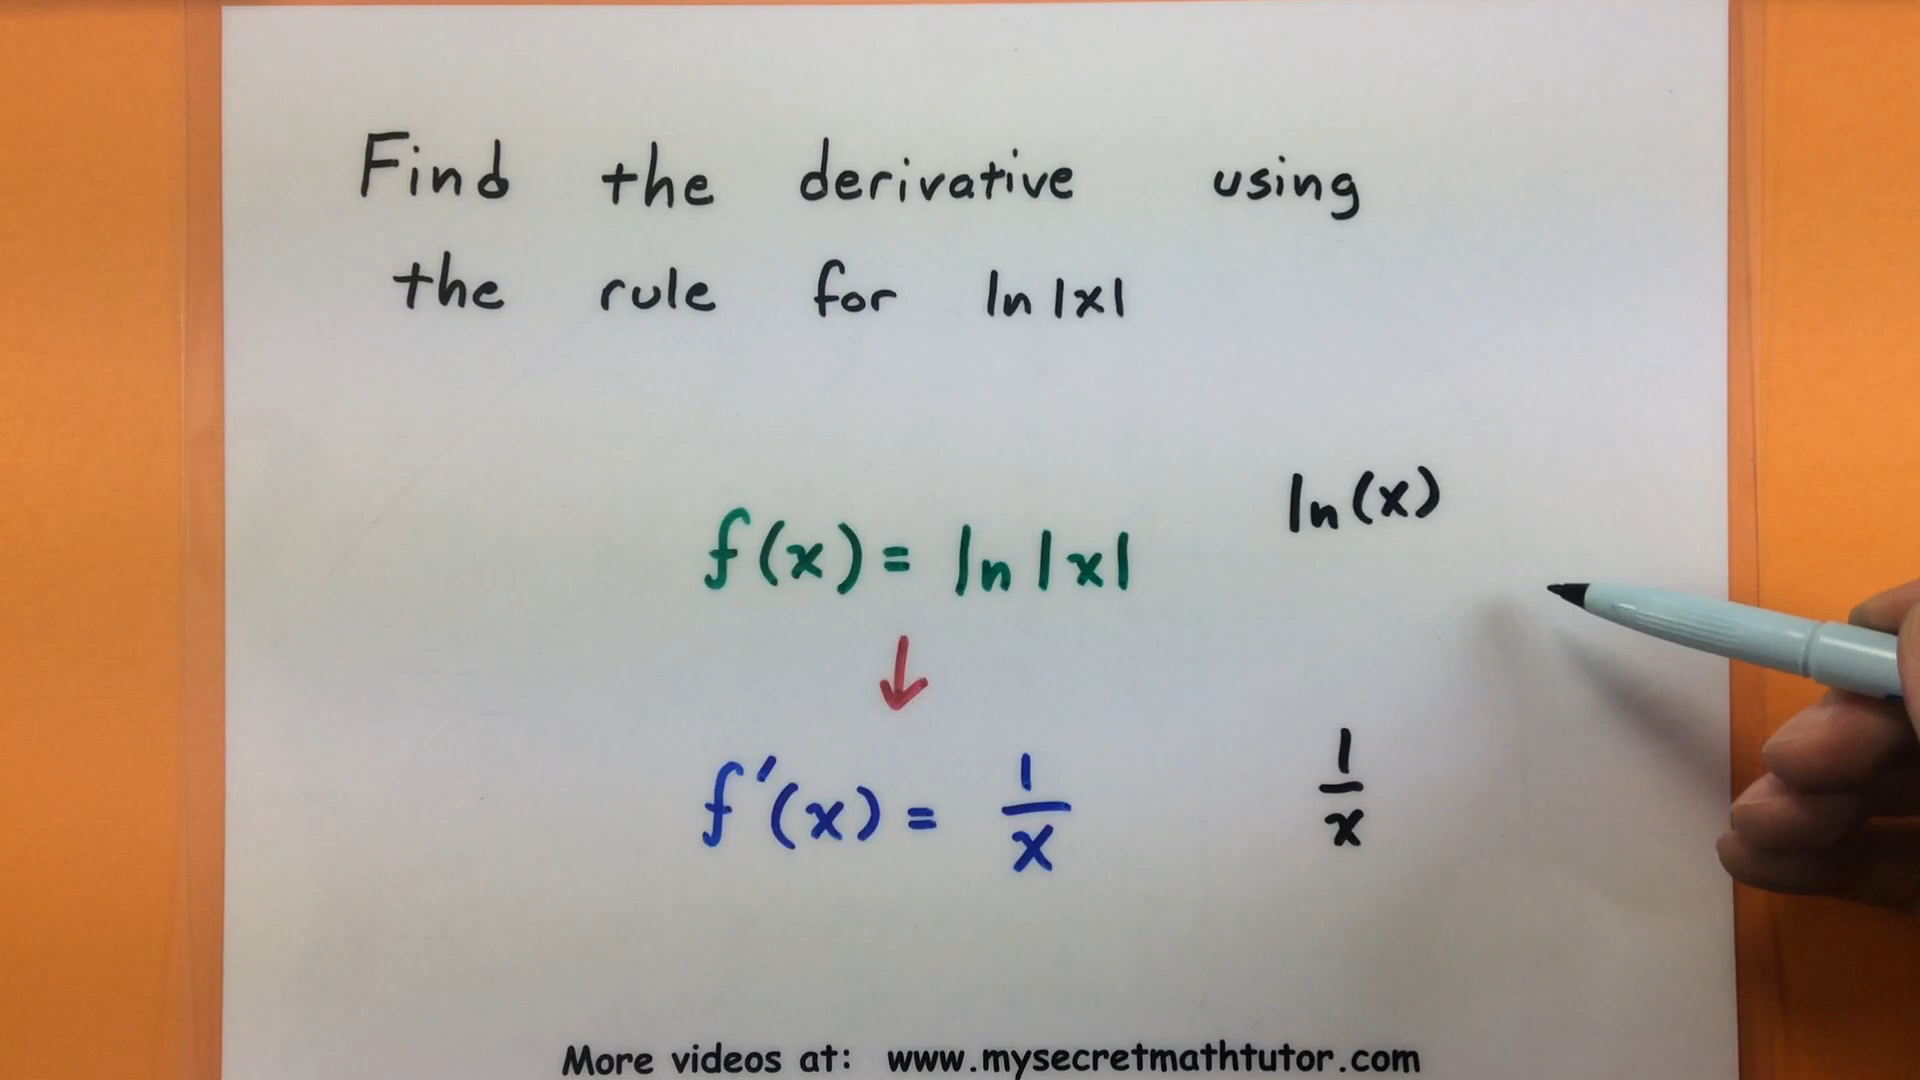 Find the derivative using
the rule for ln |x|
f(x) = ln |x|
ln(x)
f'(x) = 1/x
1/x
More videos at: www.mysecretmathtutor.com